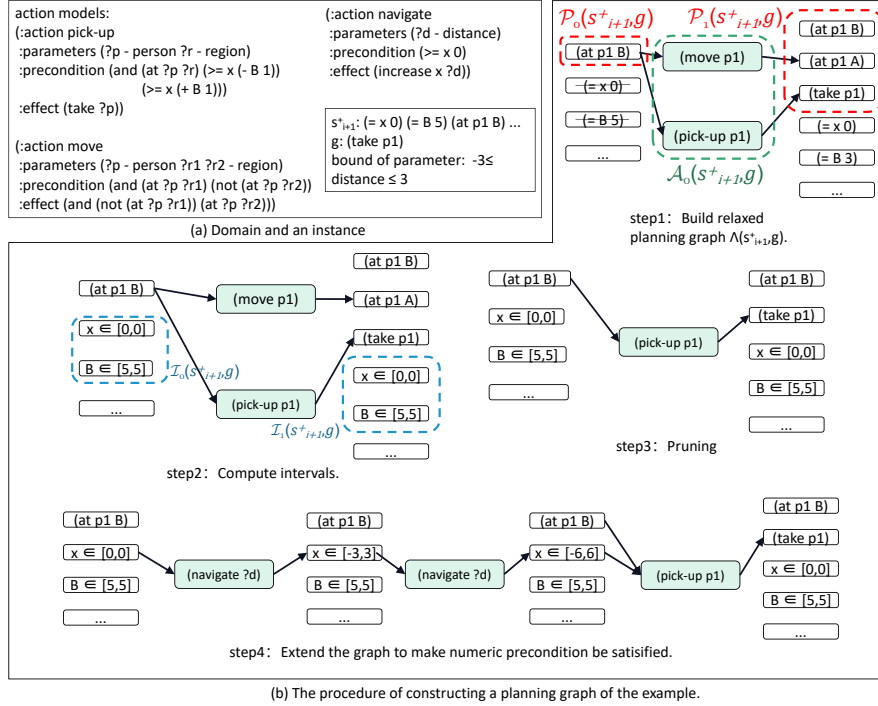 action models:
(:action pick-up
:parameters (?p - person ?r - region)
:precondition (and (at ?p ?r) (>= x (- B 1))
(>= x (+ B 1)))
:effect (take ?p))
(:action move
:parameters (?p - person ?r1 ?r2 - region)
:precondition (and (at ?p ?r1) (not (at ?p ?r2))
:effect (and (not (at ?p ?r1)) (at ?p ?r2)))
(:action navigate
:parameters (?d - distance)
:precondition (>= x 0)
:effect (increase x ?d))
s⁺ᵢ₊₁: (= x 0) (= B 5) (at p1 B) ...
g: (take p1)
bound of parameter: -3≤
distance ≤ 3
(a) Domain and an instance
𝒫₀(s⁺ᵢ₊₁,g)
𝒫₁(s⁺ᵢ₊₁,g)
(at p1 B)
(= x 0)
(= B 5)
...
(move p1)
(pick-up p1)
𝒜₀(s⁺ᵢ₊₁,g)
(at p1 B)
(at p1 A)
(take p1)
(= x 0)
(= B 3)
...
step1: Build relaxed
planning graph Λ(s⁺ᵢ₊₁,g).
(at p1 B)
x ∈ [0,0]
B ∈ [5,5]
...
ℐ₀(s⁺ᵢ₊₁,g)
(move p1)
(pick-up p1)
ℐ₁(s⁺ᵢ₊₁,g)
(at p1 B)
(at p1 A)
(take p1)
x ∈ [0,0]
B ∈ [5,5]
...
step2: Compute intervals.
(at p1 B)
x ∈ [0,0]
B ∈ [5,5]
...
(pick-up p1)
(at p1 B)
(take p1)
x ∈ [0,0]
B ∈ [5,5]
...
step3: Pruning
(at p1 B)
x ∈ [0,0]
B ∈ [5,5]
...
(navigate ?d)
(at p1 B)
x ∈ [-3,3]
B ∈ [5,5]
...
(navigate ?d)
(at p1 B)
x ∈ [-6,6]
B ∈ [5,5]
...
(pick-up p1)
(at p1 B)
(take p1)
x ∈ [0,0]
B ∈ [5,5]
...
step4: Extend the graph to make numeric precondition be satisified.
(b) The procedure of constructing a planning graph of the example.